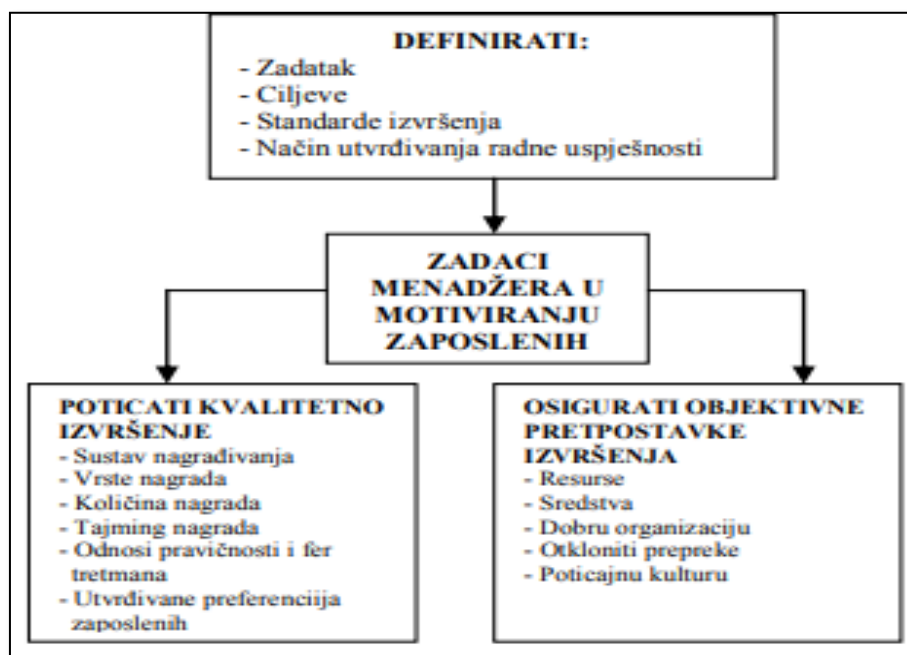 DEFINIRATI:
- Zadatak
- Ciljeve
- Standarde izvršenja
- Način utvrđivanja radne uspješnosti
ZADACI
MENADŽERA U
MOTIVIRANJU
ZAPOSLENIH
POTICATI KVALITETNO
IZVRŠENJE
- Sustav nagrađivanja
- Vrste nagrada
- Količina nagrada
- Tajming nagrada
- Odnosi pravičnosti i fer
tretmana
- Utvrđivane preferenciija
zaposlenih
OSIGURATI OBJEKTIVNE
PRETPOSTAVKE
IZVRŠENJA
- Resurse
- Sredstva
- Dobru organizaciju
- Otkloniti prepreke
- Poticajnu kulturu